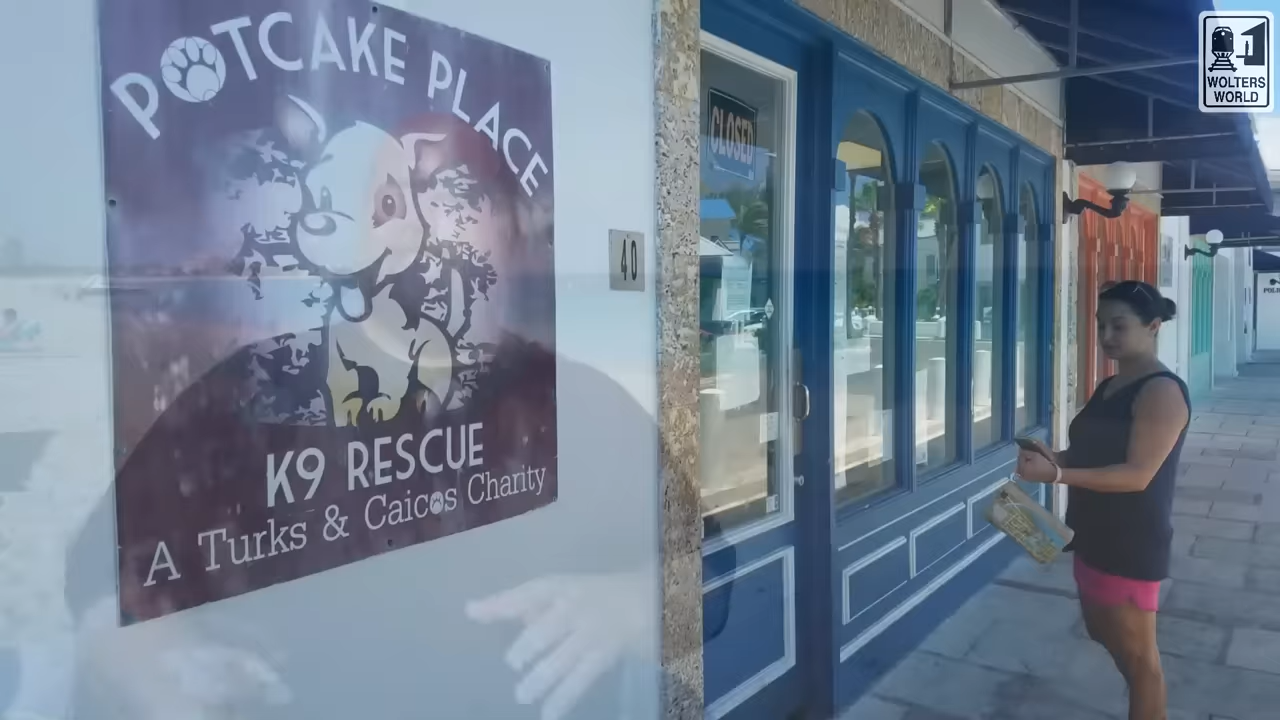 POTCAKE PLACE
K9 RESCUE
A Turks & Caicos Charity
40
CLOSED
WOLTERS
WORLD